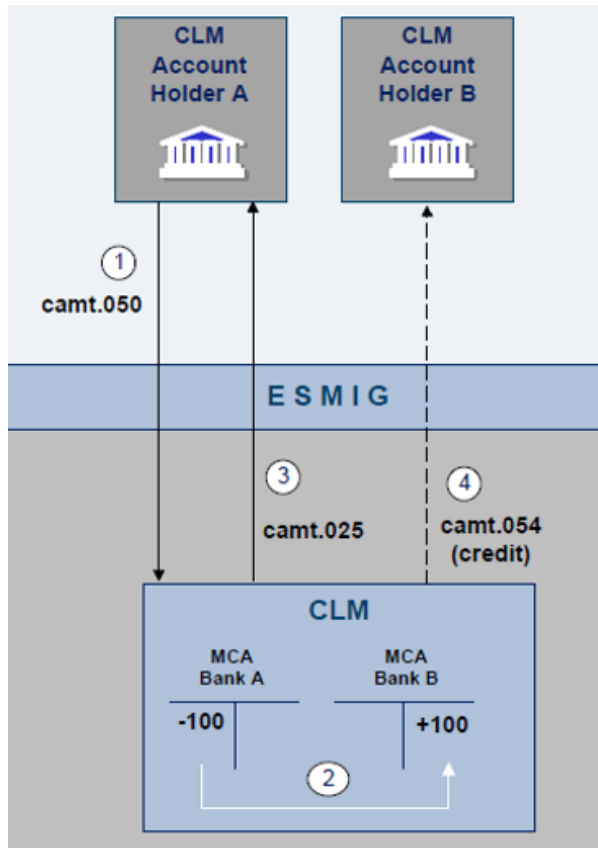 CLM
Account
Holder A
CLM
Account
Holder B
1
camt.050
E S M I G
3
camt.025
4
camt.054
(credit)
CLM
MCA
Bank A
MCA
Bank B
-100
+100
2